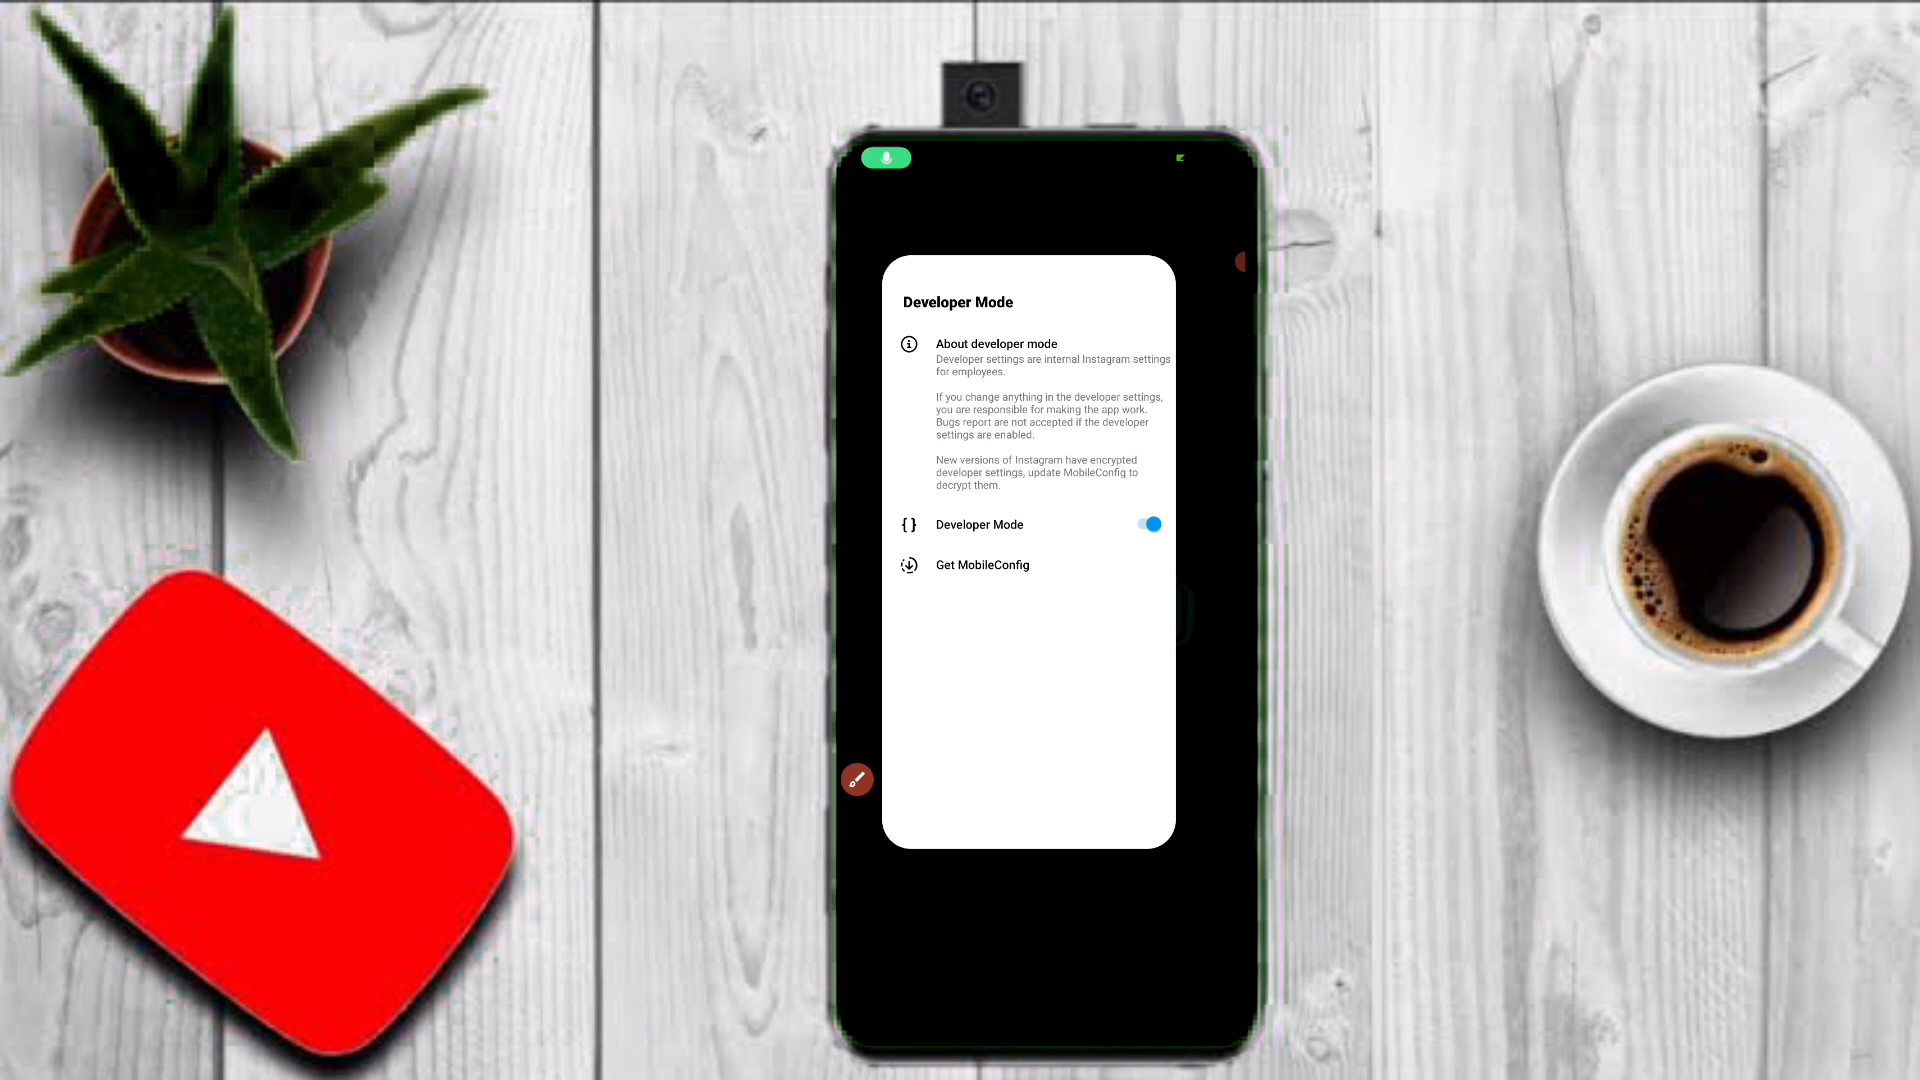 Developer Mode
About developer mode
Developer settings are internal Instagram settings
for employees.
If you change anything in the developer settings,
you are responsible for making the app work.
Bugs report are not accepted if the developer
settings are enabled.
New versions of Instagram have encrypted
developer settings, update MobileConfig to
decrypt them.
Developer Mode
Get MobileConfig